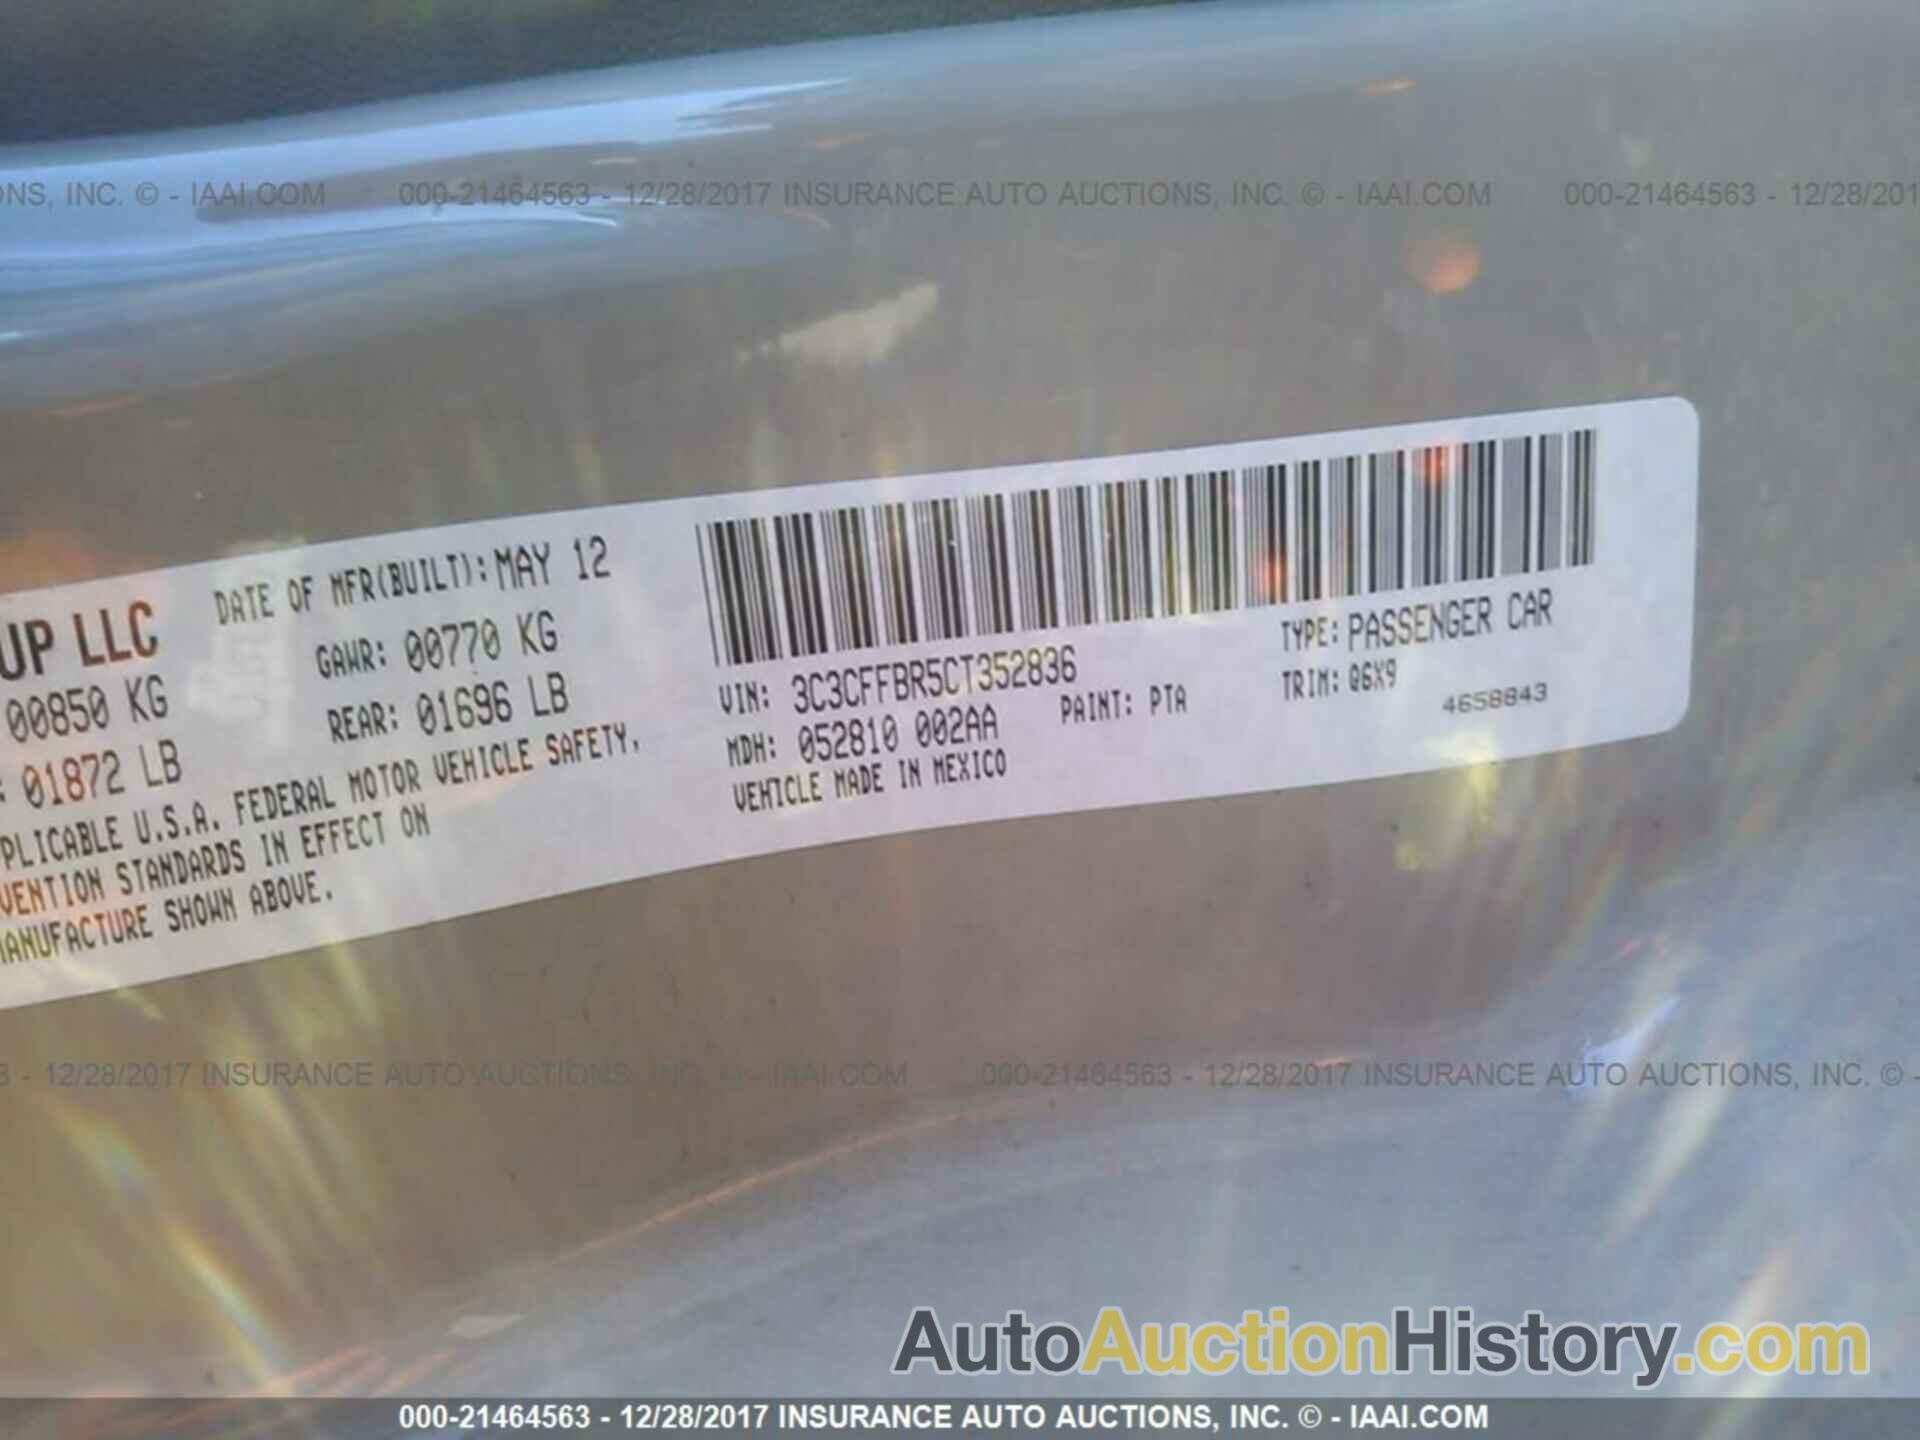 ONS, INC. © - IAAI.COM 000-21464563 - 12/28/2017 INSURANCE AUTO AUCTIONS, INC. © - IAAI.COM 000-21464563 - 12/28/201
UP LLC
00850 KG
: 01872 LB
DATE OF MFR(BUILT): MAY 12
GAWR: 00770 KG
REAR: 01696 LB
PLICABLE U.S.A. FEDERAL MOTOR VEHICLE SAFETY,
VENTION STANDARDS IN EFFECT ON
MANUFACTURE SHOWN ABOVE.
VIN: 3C3CFFBR5CT352836
TYPE: PASSENGER CAR
MDH: 052810 002AA
PAINT: PTA
TRIM: Q6X9
VEHICLE MADE IN MEXICO
4658843
3 - 12/28/2017 INSURANCE AUTO AUCTIONS, INC. © - IAAI.COM 000-21464563 - 12/28/2017 INSURANCE AUTO AUCTIONS, INC. © -
AutoAuctionHistory.com
000-21464563 - 12/28/2017 INSURANCE AUTO AUCTIONS, INC. © - IAAI.COM